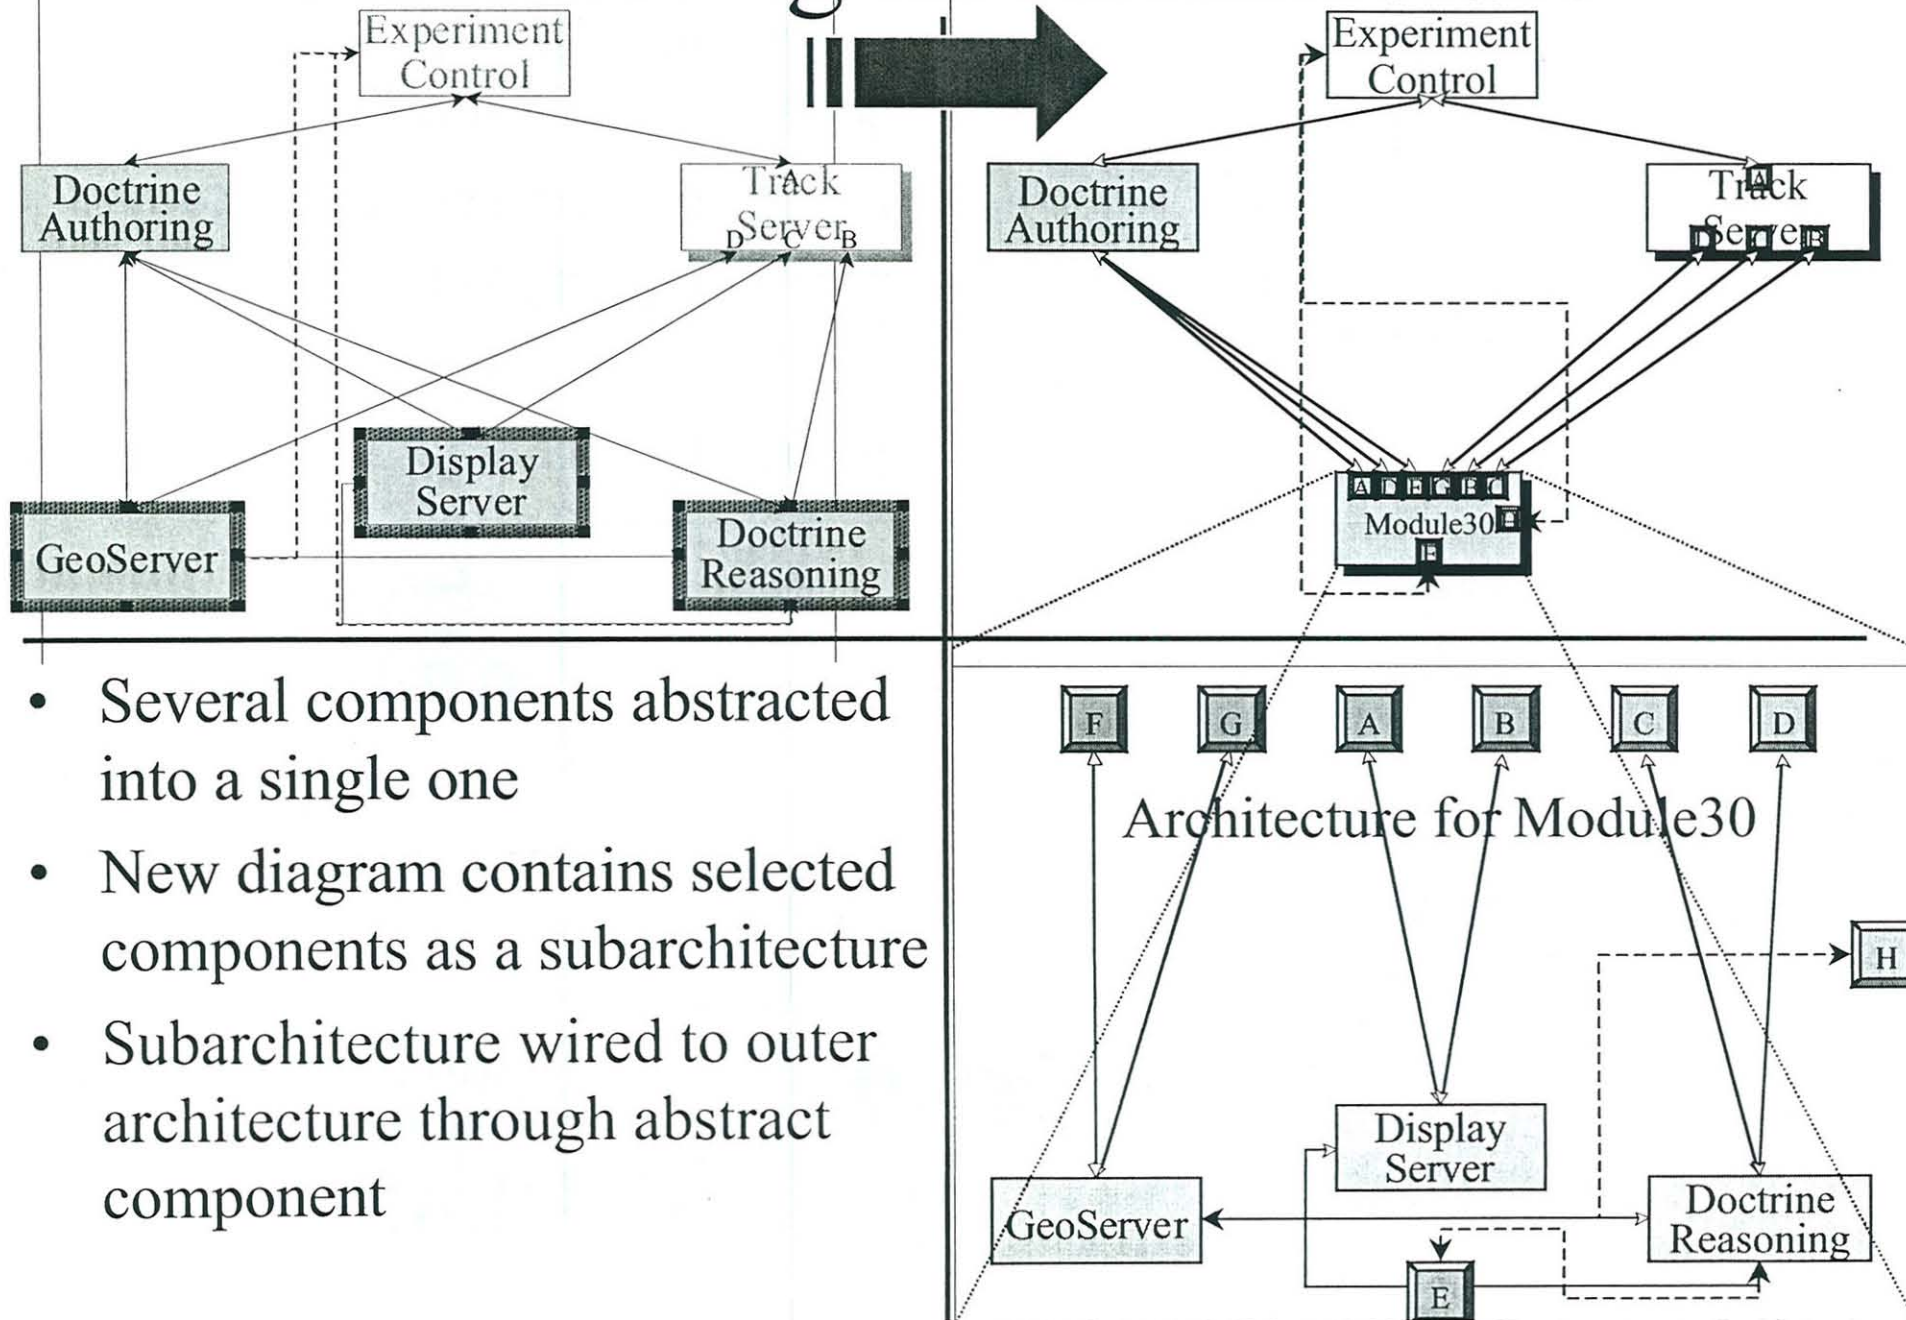 Experiment
Control
Doctrine
Authoring
A
Track
Server
D
C
B
Display
Server
GeoServer
Doctrine
Reasoning
Experiment
Control
Doctrine
Authoring
A
Track
Server
B
A
D
G
B
C
Module30
E
• Several components abstracted
into a single one
• New diagram contains selected
components as a subarchitecture
• Subarchitecture wired to outer
architecture through abstract
component
F
G
A
B
C
D
Architecture for Module30
H
Display
Server
GeoServer
Doctrine
Reasoning
E